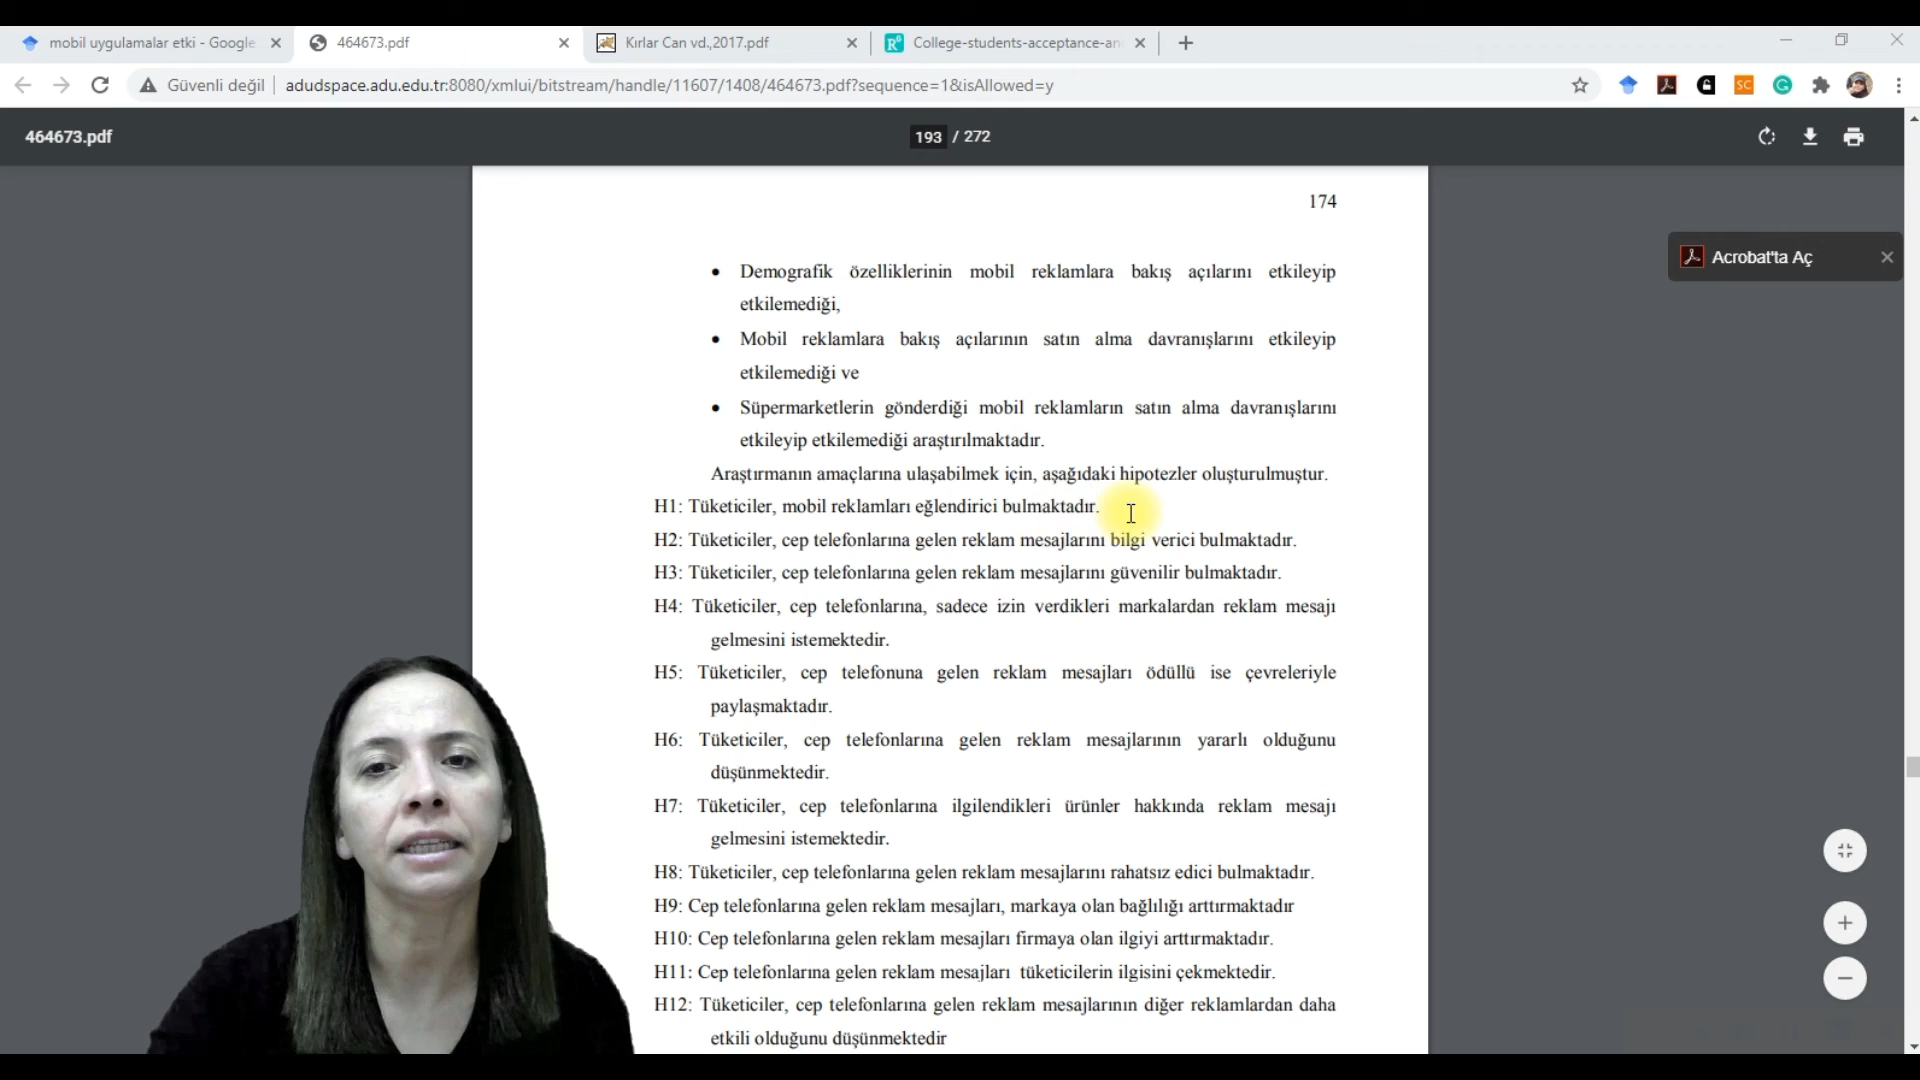 mobil uygulamalar etki - Google
464673.pdf
Kırlar Can vd.,2017.pdf
College-students-acceptance-an
Güvenli değil
adudspace.adu.edu.tr:8080/xmlui/bitstream/handle/11607/1408/464673.pdf?sequence=1&isAllowed=y
SC
464673.pdf
193 / 272
174
Acrobat'ta Aç
• Demografik özelliklerinin mobil reklamlara bakış açılarını etkileyip
etkilemediği,
• Mobil reklamlara bakış açılarının satın alma davranışlarını etkileyip
etkilemediği ve
• Süpermarketlerin gönderdiği mobil reklamların satın alma davranışlarını
etkileyip etkilemediği araştırılmaktadır.
Araştırmanın amaçlarına ulaşabilmek için, aşağıdaki hipotezler oluşturulmuştur.
H1: Tüketiciler, mobil reklamları eğlendirici bulmaktadır.
H2: Tüketiciler, cep telefonlarına gelen reklam mesajlarını bilgi verici bulmaktadır.
H3: Tüketiciler, cep telefonlarına gelen reklam mesajlarını güvenilir bulmaktadır.
H4: Tüketiciler, cep telefonlarına, sadece izin verdikleri markalardan reklam mesajı
gelmesini istemektedir.
H5: Tüketiciler, cep telefonuna gelen reklam mesajları ödüllü ise çevreleriyle
paylaşmaktadır.
H6: Tüketiciler, cep telefonlarına gelen reklam mesajlarının yararlı olduğunu
düşünmektedir.
H7: Tüketiciler, cep telefonlarına ilgilendikleri ürünler hakkında reklam mesajı
gelmesini istemektedir.
H8: Tüketiciler, cep telefonlarına gelen reklam mesajlarını rahatsız edici bulmaktadır.
H9: Cep telefonlarına gelen reklam mesajları, markaya olan bağlılığı arttırmaktadır
H10: Cep telefonlarına gelen reklam mesajları firmaya olan ilgiyi arttırmaktadır.
H11: Cep telefonlarına gelen reklam mesajları tüketicilerin ilgisini çekmektedir.
H12: Tüketiciler, cep telefonlarına gelen reklam mesajlarının diğer reklamlardan daha
etkili olduğunu düşünmektedir